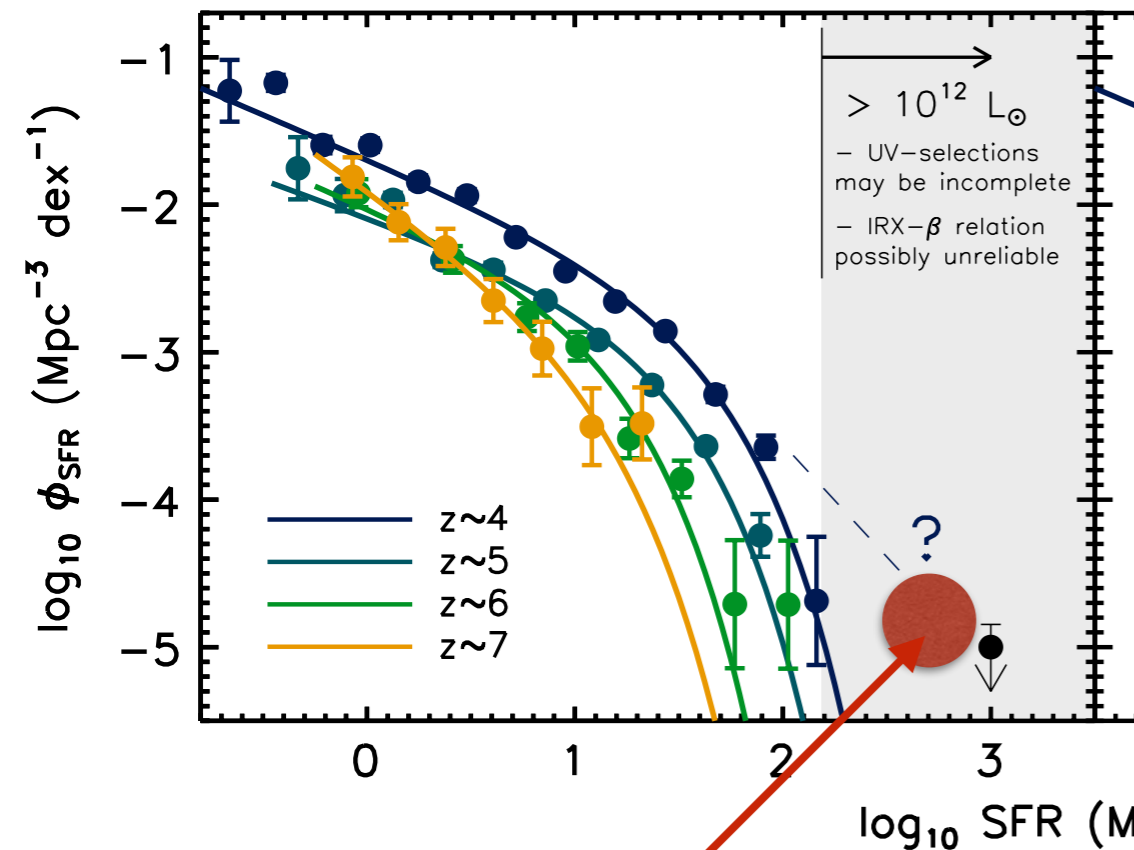 log₁₀ ϕSFR (Mpc⁻³ dex⁻¹)
−1
−2
−3
−4
−5
> 10¹² L⊙
− UV−selections
may be incomplete
− IRX−β relation
possibly unreliable
z~4
z~5
z~6
z~7
?
0
1
2
3
log₁₀ SFR (M